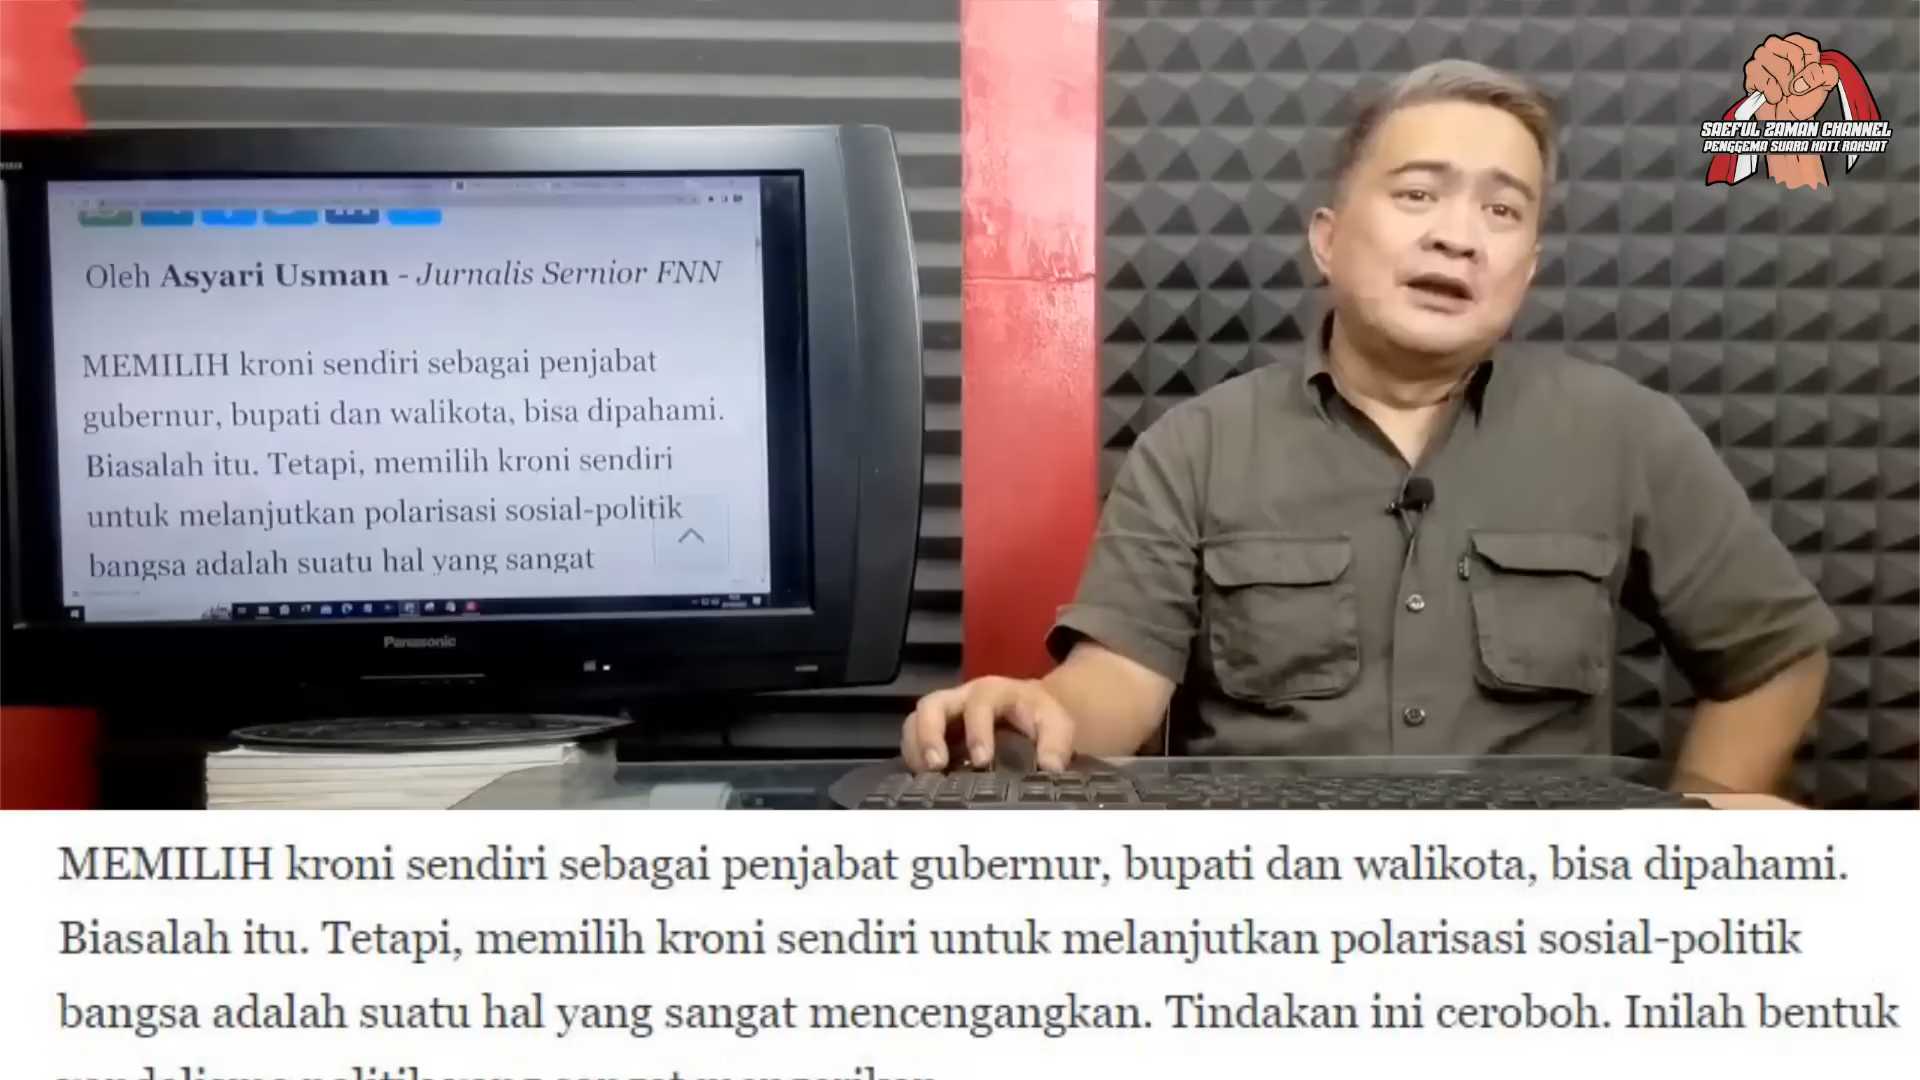 SAEFUL ZAMAN CHANNEL
PENGGEMA SUARA HATI RAKYAT
Oleh Asyari Usman - Jurnalis Sernior FNN
MEMILIH kroni sendiri sebagai penjabat
gubernur, bupati dan walikota, bisa dipahami.
Biasalah itu. Tetapi, memilih kroni sendiri
untuk melanjutkan polarisasi sosial-politik
bangsa adalah suatu hal yang sangat
Panasonic
MEMILIH kroni sendiri sebagai penjabat gubernur, bupati dan walikota, bisa dipahami.
Biasalah itu. Tetapi, memilih kroni sendiri untuk melanjutkan polarisasi sosial-politik
bangsa adalah suatu hal yang sangat mencengangkan. Tindakan ini ceroboh. Inilah bentuk